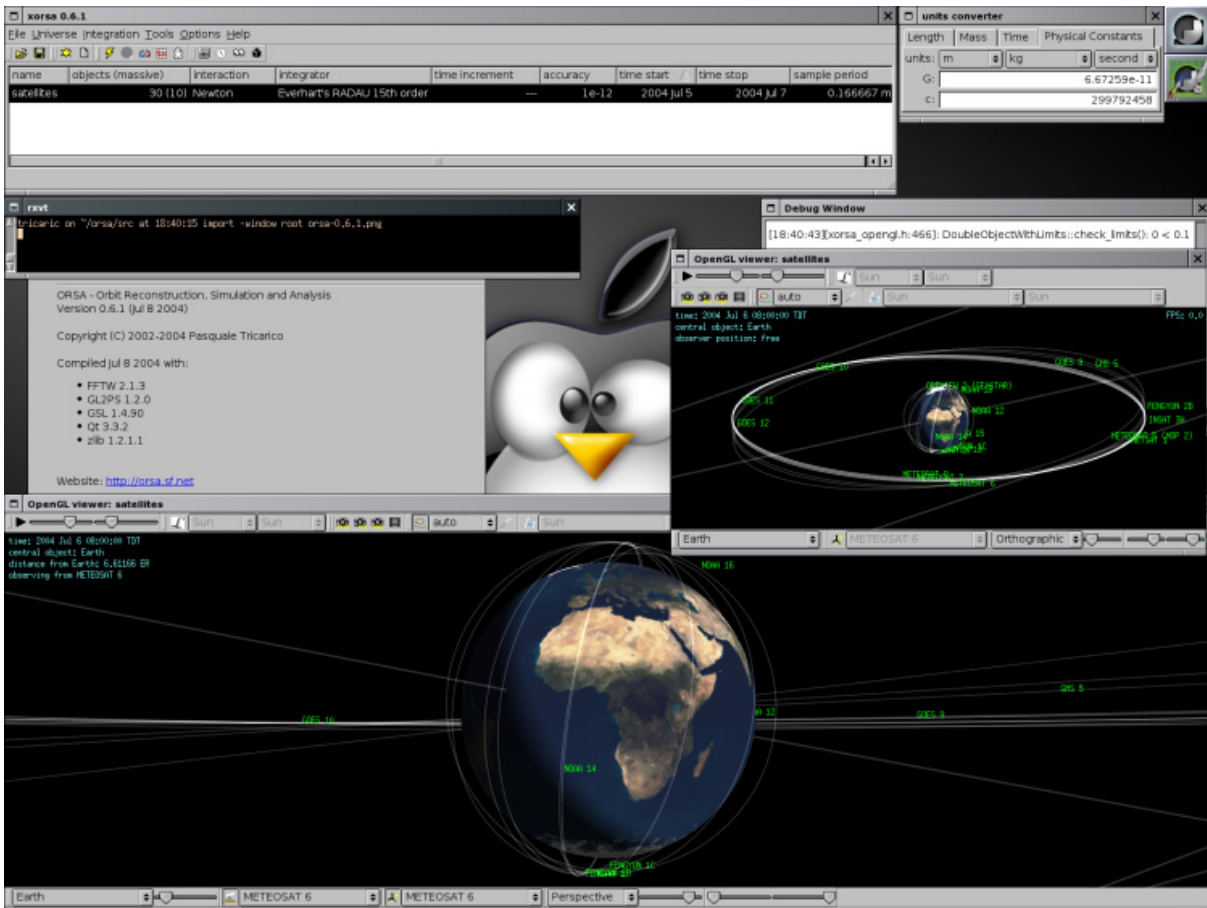 xorsa 0.6.1
File Universe Integration Tools Options Help
name objects (massive) interaction integrator time increment accuracy time start time stop sample period
satellites 30 (10) Newton Everhart's RADAU 15th order --- 1e-12 2004 Jul 5 2004 Jul 7 0.166667 m
units converter
Length Mass Time Physical Constants
units: m kg second
G: 6.67259e-11
c: 299792458
rxvt
tricaric on ~/orsa/src at 18:40:15 import -window root orsa-0.6.1.png
Debug Window
[18:40:43][xorsa_opengl.h:466]: DoubleObjectWithLimits::check_limits(): 0 < 0.1
ORSA - Orbit Reconstruction, Simulation and Analysis
Version 0.6.1 (Jul 8 2004)
Copyright (C) 2002-2004 Pasquale Tricarico
Compiled Jul 8 2004 with:
• FFTW 2.1.3
• GL2PS 1.2.0
• GSL 1.4.90
• Qt 3.3.2
• zlib 1.2.1.1
Website: http://orsa.sf.net
OpenGL viewer: satellites
Sun Sun
auto Sun Sun
time: 2004 Jul 6 08:00:00 TDT
central object: Earth
observer position: free
FPS: 0.0
GOES 10
GOES 9
GMS 5
NOAA 12
GOES 12
FENGYUN 2B
INSAT 3A
METEOSAT 6
Earth METEOSAT 6 Orthographic
OpenGL viewer: satellites
Sun Sun auto Sun
time: 2004 Jul 6 08:00:00 TDT
central object: Earth
distance from Earth: 6.61166 ER
observing from METEOSAT 6
NOAA 16
GMS 5
GOES 10
GOES 9
NOAA 14
FENGYUN 1C
Earth METEOSAT 6 METEOSAT 6 Perspective